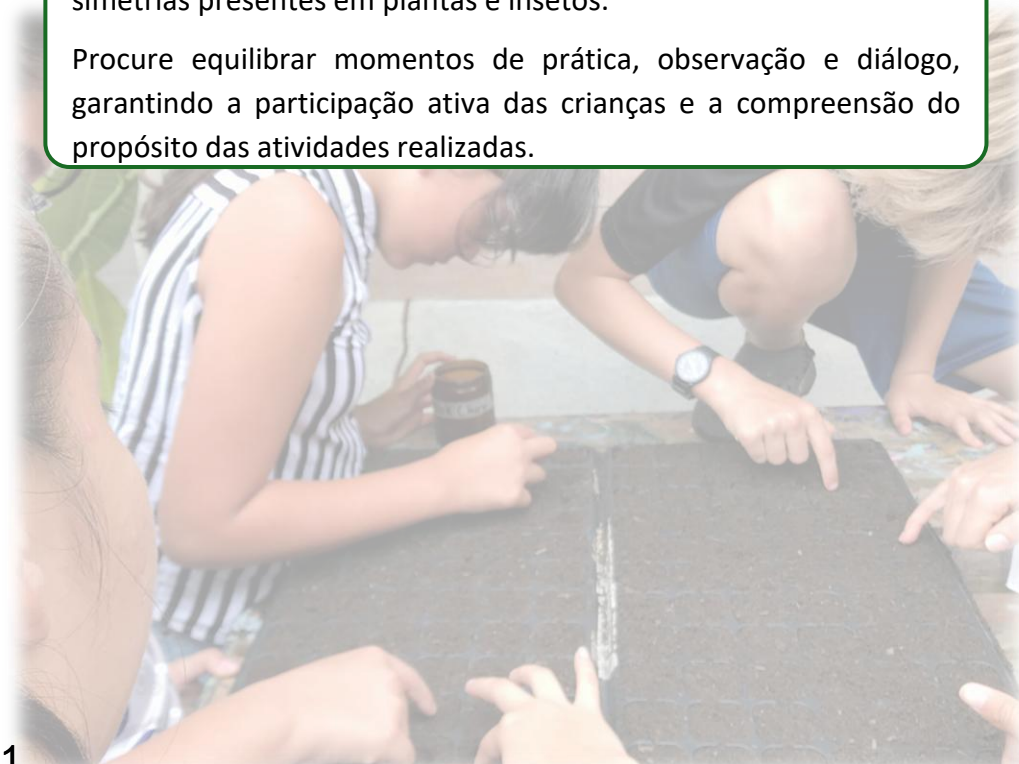 simetrias presentes em plantas e insetos.
Procure equilibrar momentos de prática, observação e diálogo,
garantindo a participação ativa das crianças e a compreensão do
propósito das atividades realizadas.
1